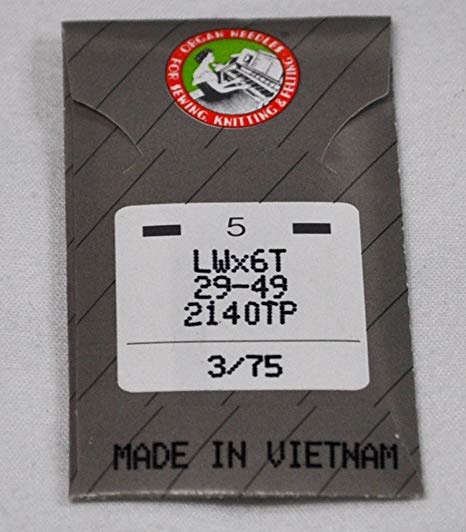 ORGAN NEEDLES
FOR SEWING, KNITTING & FELTING
5
LWx6T
29-49
2140TP
3/75
MADE IN VIETNAM